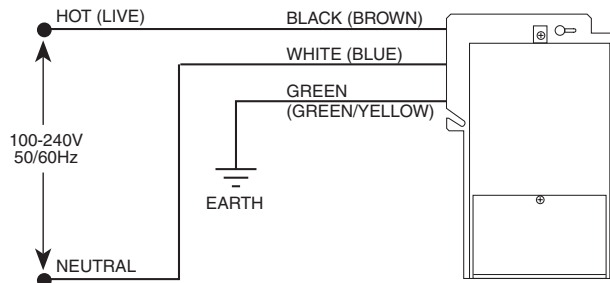 HOT (LIVE)
BLACK (BROWN)
WHITE (BLUE)
GREEN
(GREEN/YELLOW)
100-240V
50/60Hz
EARTH
NEUTRAL